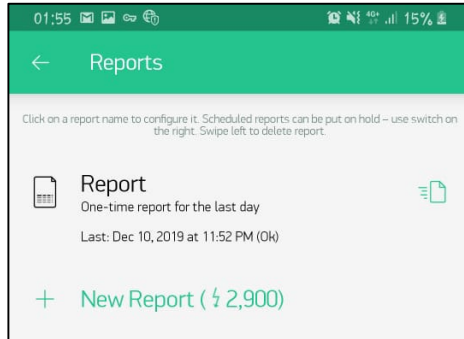 01:55 4G+ 15%
Reports
Click on a report name to configure it. Scheduled reports can be put on hold – use switch on
the right. Swipe left to delete report.
Report
One-time report for the last day
Last: Dec 10, 2019 at 11:52 PM (Ok)
+ New Report ( 2,900)